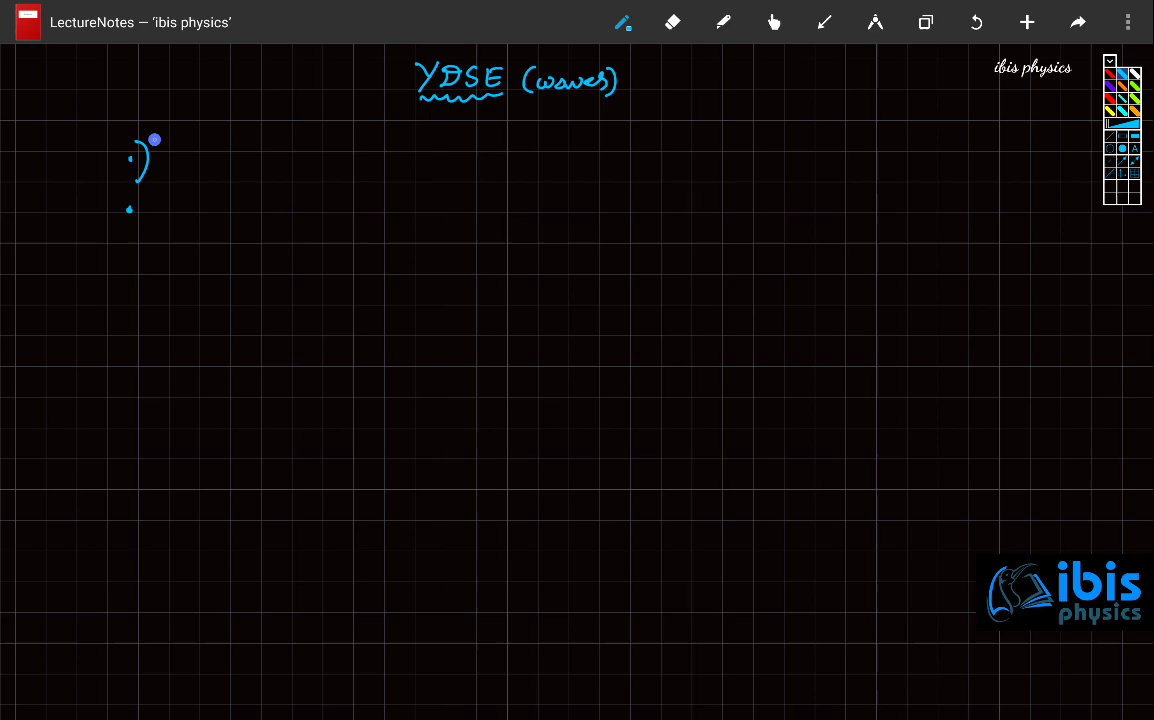 LectureNotes — ‘ibis physics’
YDSE (waves)
ibis physics
A
ibis
physics